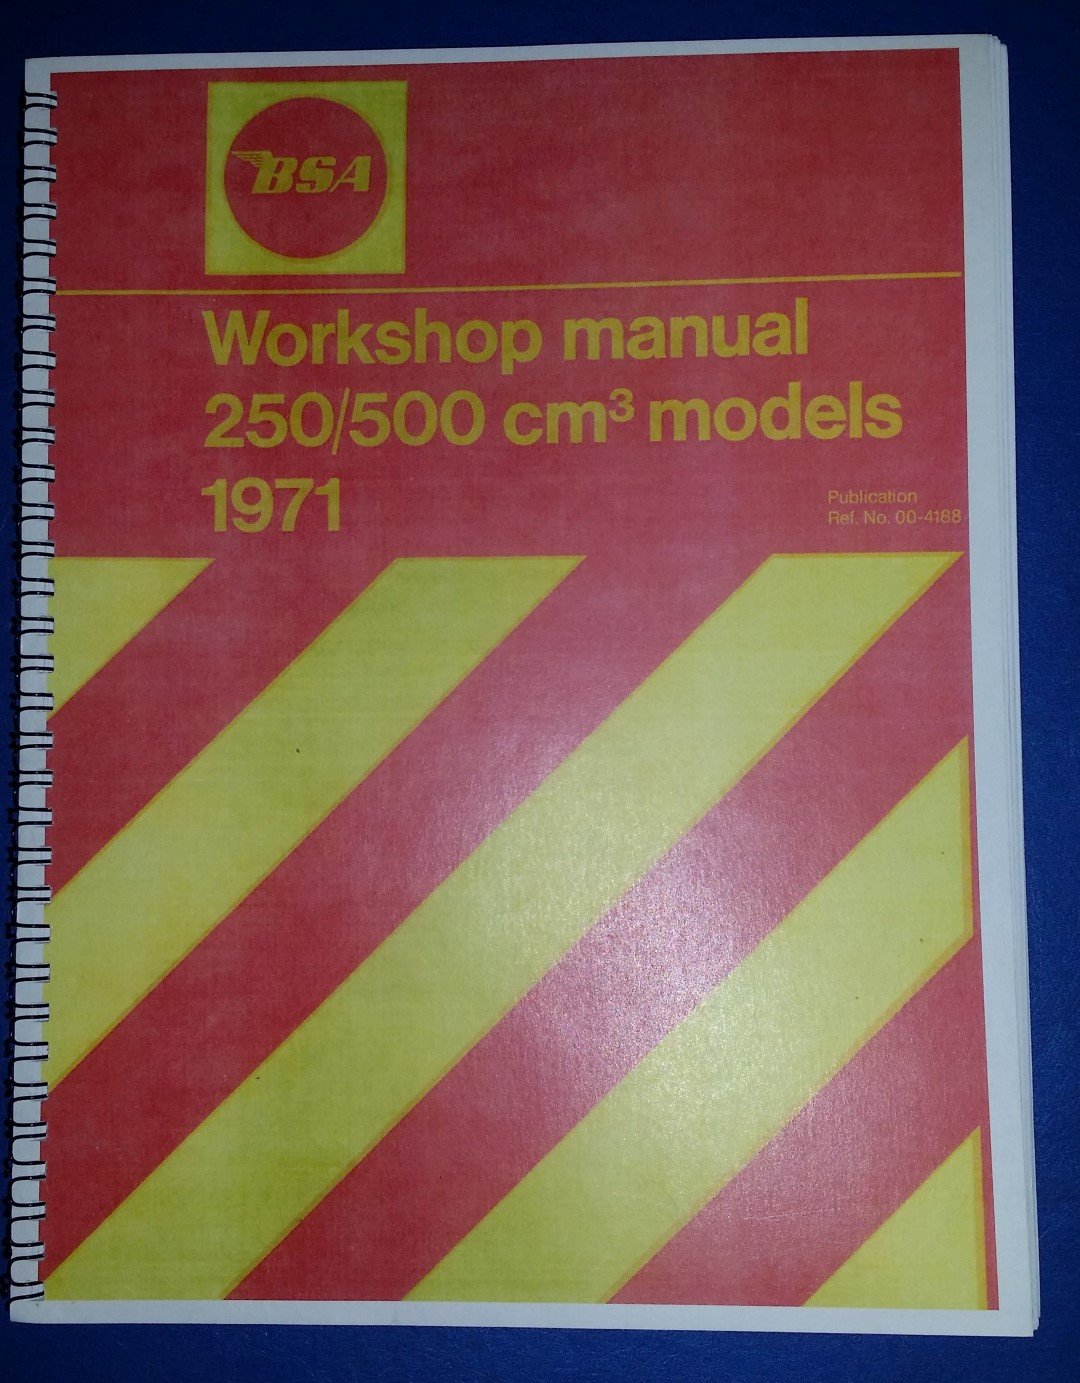 BSA
Workshop manual
250/500 cm³ models
1971
Publication
Ref. No. 00-4188